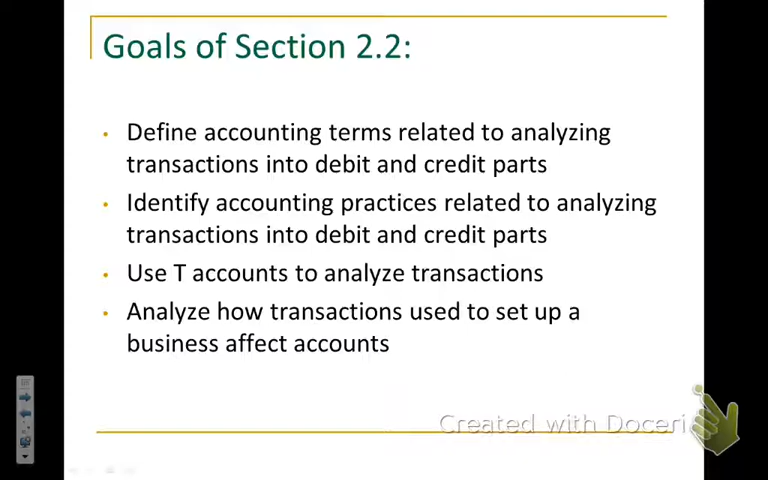 Goals of Section 2.2:
• Define accounting terms related to analyzing
transactions into debit and credit parts
• Identify accounting practices related to analyzing
transactions into debit and credit parts
• Use T accounts to analyze transactions
• Analyze how transactions used to set up a
business affect accounts
Created with Doceri